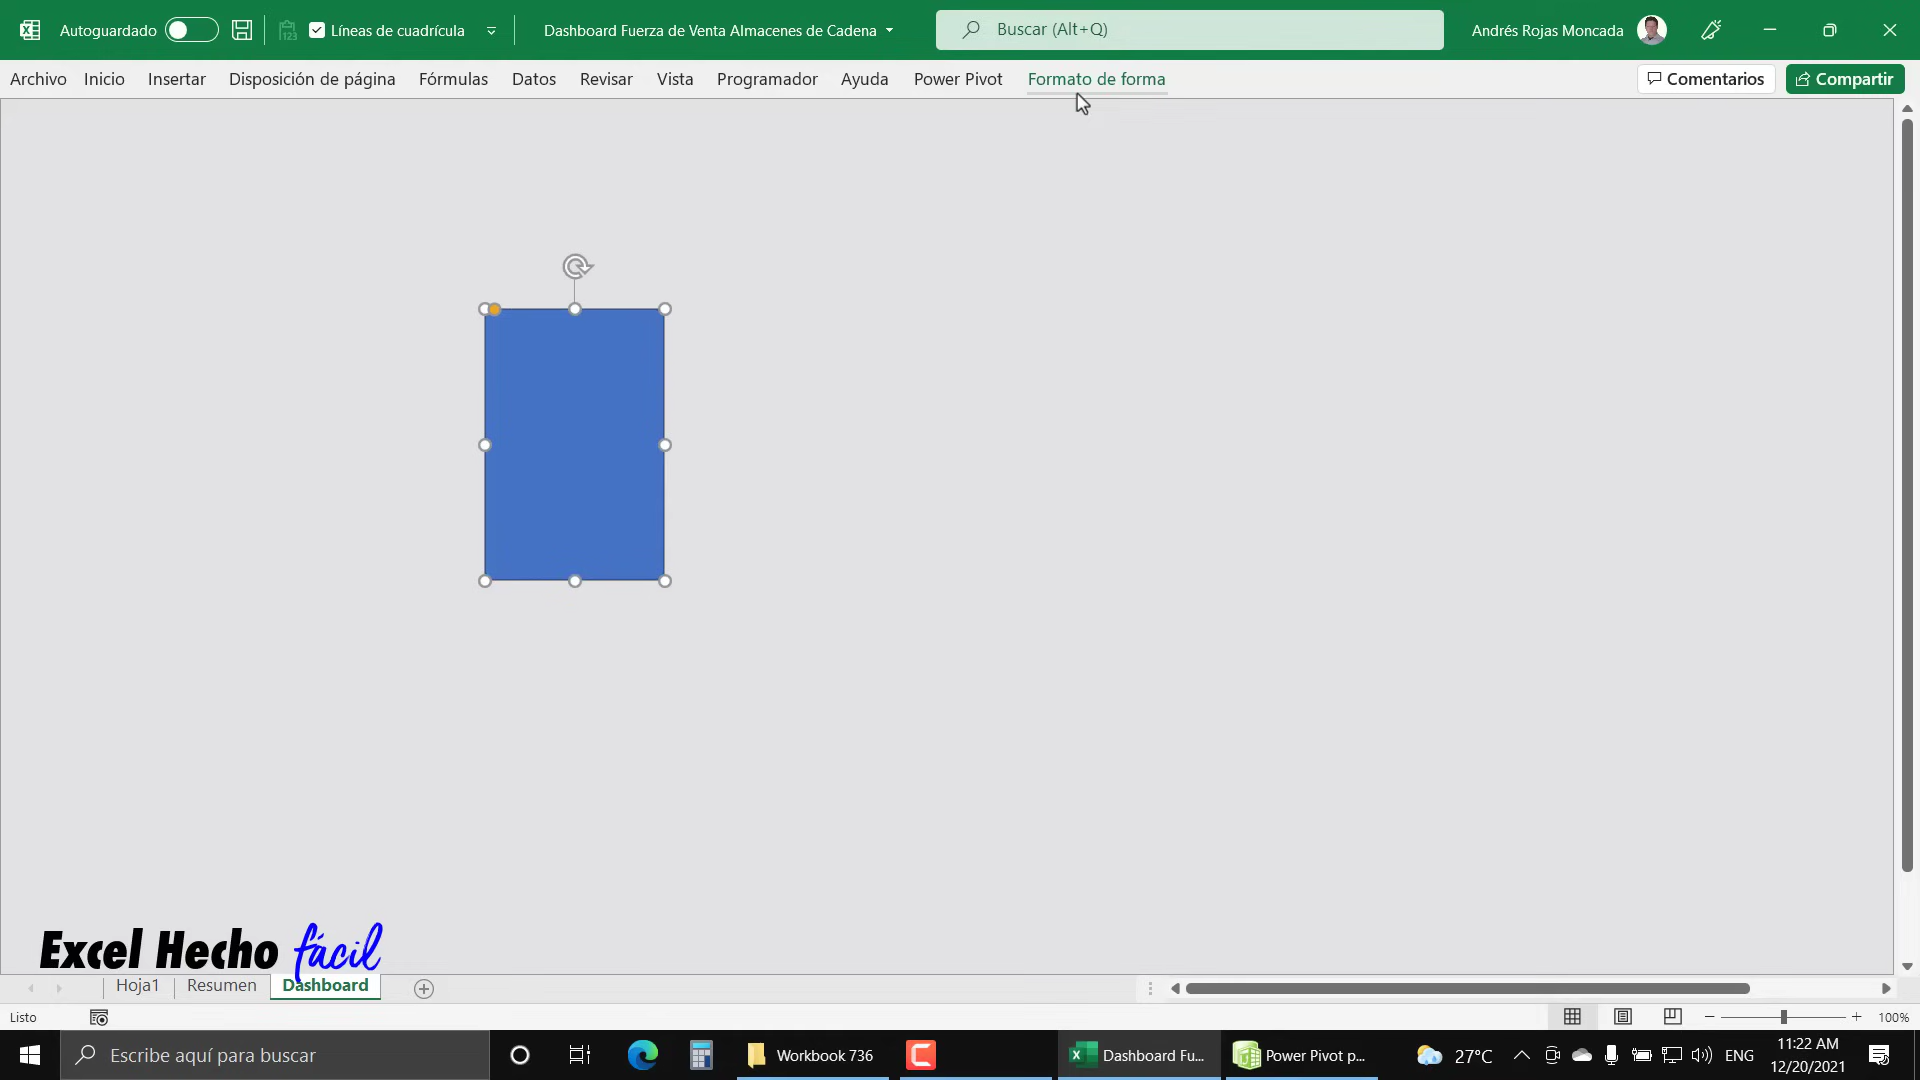 Autoguardado
Líneas de cuadrícula
Dashboard Fuerza de Venta Almacenes de Cadena
Buscar (Alt+Q)
Andrés Rojas Moncada
Archivo Inicio Insertar Disposición de página Fórmulas Datos Revisar Vista Programador Ayuda Power Pivot Formato de forma
Comentarios
Compartir
Excel Hecho fácil
Hoja1 Resumen Dashboard
Listo
100%
Escribe aquí para buscar
Workbook 736
Dashboard Fu...
Power Pivot p...
27°C
ENG
11:22 AM
12/20/2021